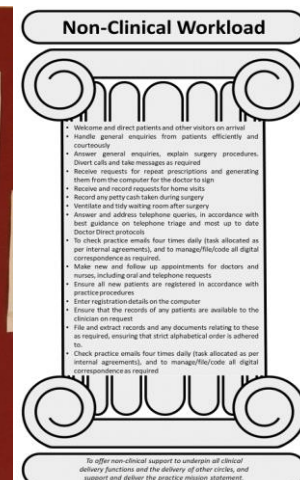 Non-Clinical Workload
• Welcome and direct patients and other visitors on arrival
• Handle general enquiries from patients efficiently and
courteously
• Answer general enquiries, explain surgery procedures.
Divert calls and take messages as required
• Receive requests for repeat prescriptions and generating
them from the computer for the doctor to sign
• Receive and record requests for home visits
• Record any petty cash taken during surgery
• Ventilate and tidy waiting room after surgery
• Answer and address telephone queries, in accordance with
best guidance on telephone triage and most up to date
Doctor Direct protocols
• To check practice emails four times daily (task allocated as
per internal agreements), and to manage/file/code all digital
correspondence as required.
• Make new and follow up appointments for doctors and
nurses, including oral and telephone requests
• Ensure all new patients are registered in accordance with
practice procedures
• Enter registration details on the computer
• Ensure that the records of any patients are available to the
clinician on request
• File and extract records and any documents relating to these
as required, ensuring that strict alphabetical order is adhered
to.
• Check practice emails four times daily (task allocated as per
internal agreements), and to manage/file/code all digital
correspondence as required
To offer non-clinical support to underpin all clinical
delivery functions and the delivery of other circles, and
support and deliver the practice mission statement.